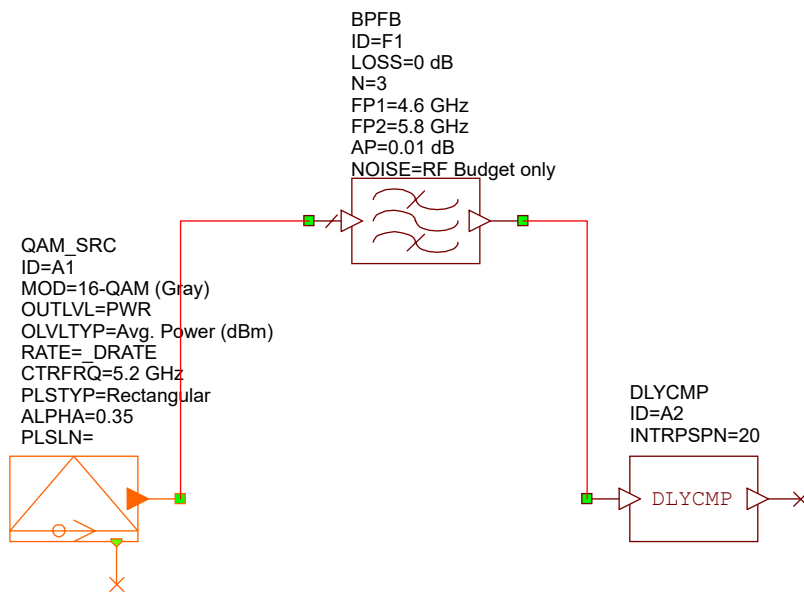 BPFB
ID=F1
LOSS=0 dB
N=3
FP1=4.6 GHz
FP2=5.8 GHz
AP=0.01 dB
NOISE=RF Budget only
QAM_SRC
ID=A1
MOD=16-QAM (Gray)
OUTLVL=PWR
OLVLTYP=Avg. Power (dBm)
RATE=_DRATE
CTRFRQ=5.2 GHz
PLSTYP=Rectangular
ALPHA=0.35
PLSLN=
DLYCMP
ID=A2
INTRPSPN=20
DLYCMP